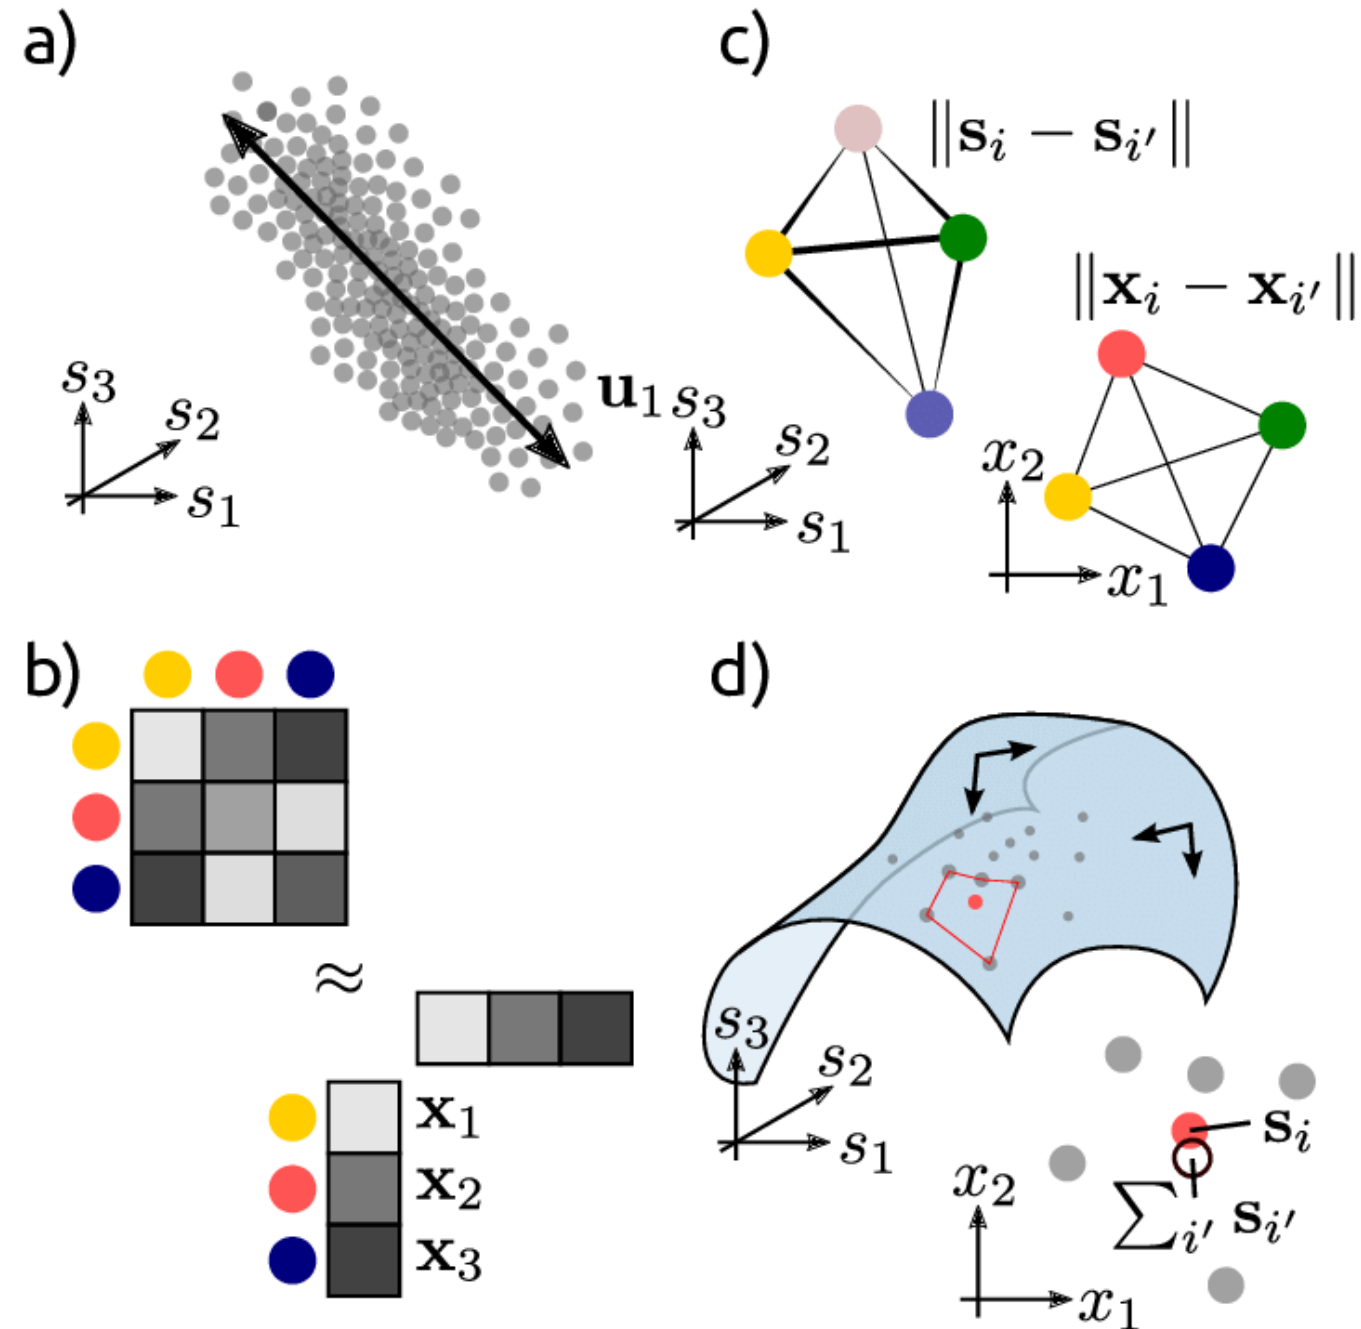 a)
s₃
s₂
s₁
u₁
c)
‖sᵢ − sᵢ′‖
‖xᵢ − xᵢ′‖
s₃
s₂
s₁
x₂
x₁
b)
≈
x₁
x₂
x₃
d)
s₃
s₂
s₁
sᵢ
∑ᵢ′ sᵢ′
x₂
x₁